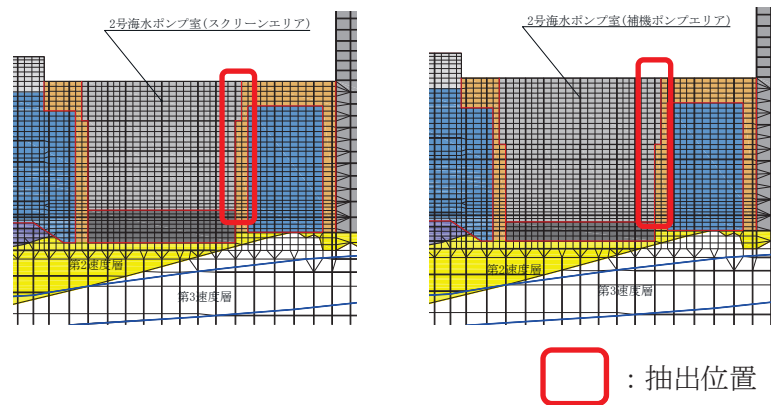 2号海水ポンプ室(スクリーンエリア)
2号海水ポンプ室(補機ポンプエリア)
第2速度層
第3速度層
第2速度層
第3速度層
：抽出位置